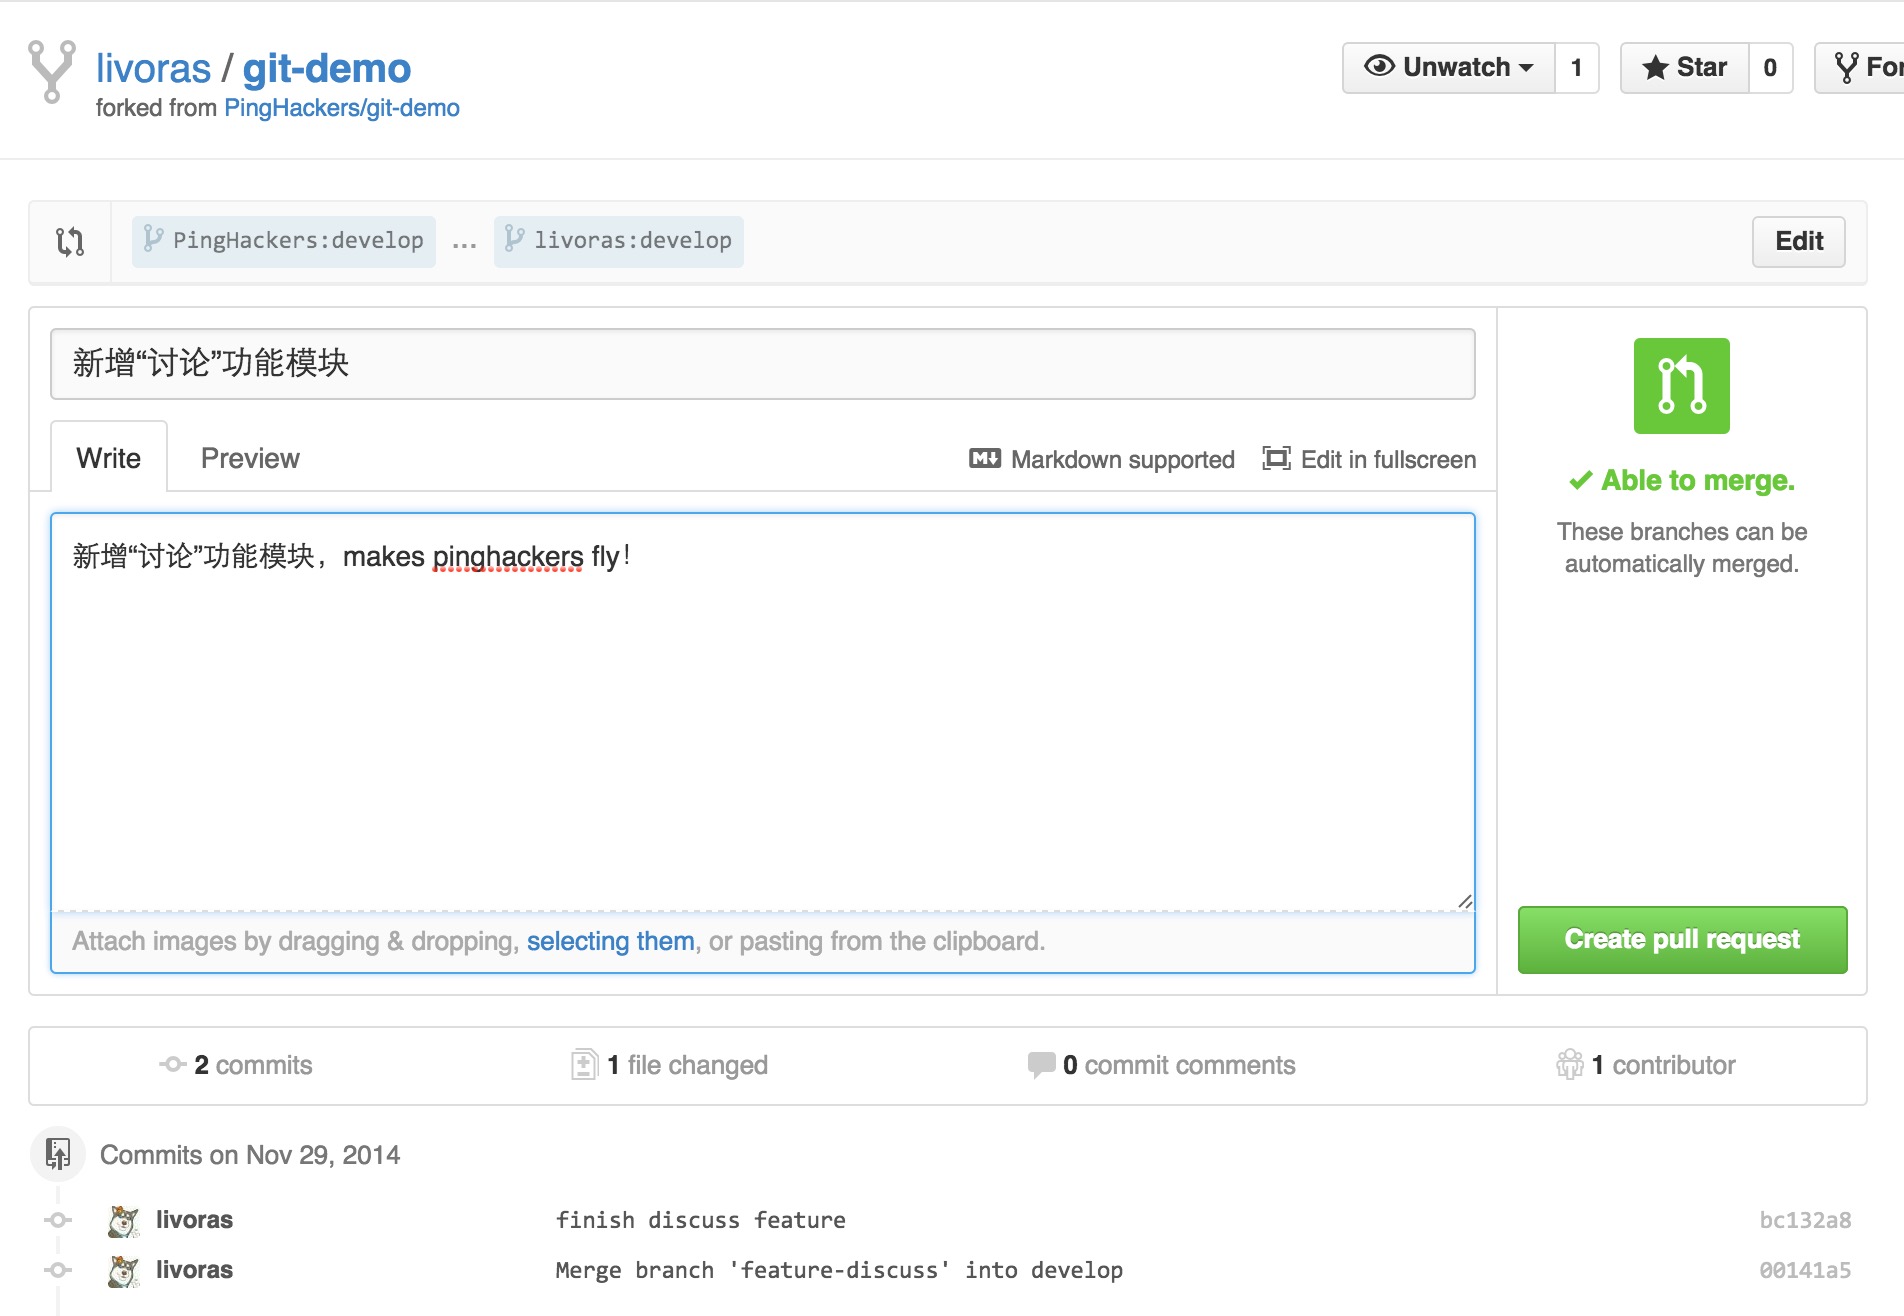 livoras / git-demo
forked from PingHackers/git-demo
Unwatch 1 Star 0
PingHackers:develop ... livoras:develop Edit
新增“讨论”功能模块
Write Preview Markdown supported Edit in fullscreen
新增“讨论”功能模块，makes pinghackers fly！
Attach images by dragging & dropping, selecting them, or pasting from the clipboard.
Able to merge.
These branches can be
automatically merged.
Create pull request
2 commits 1 file changed 0 commit comments 1 contributor
Commits on Nov 29, 2014
livoras finish discuss feature bc132a8
livoras Merge branch 'feature-discuss' into develop 00141a5